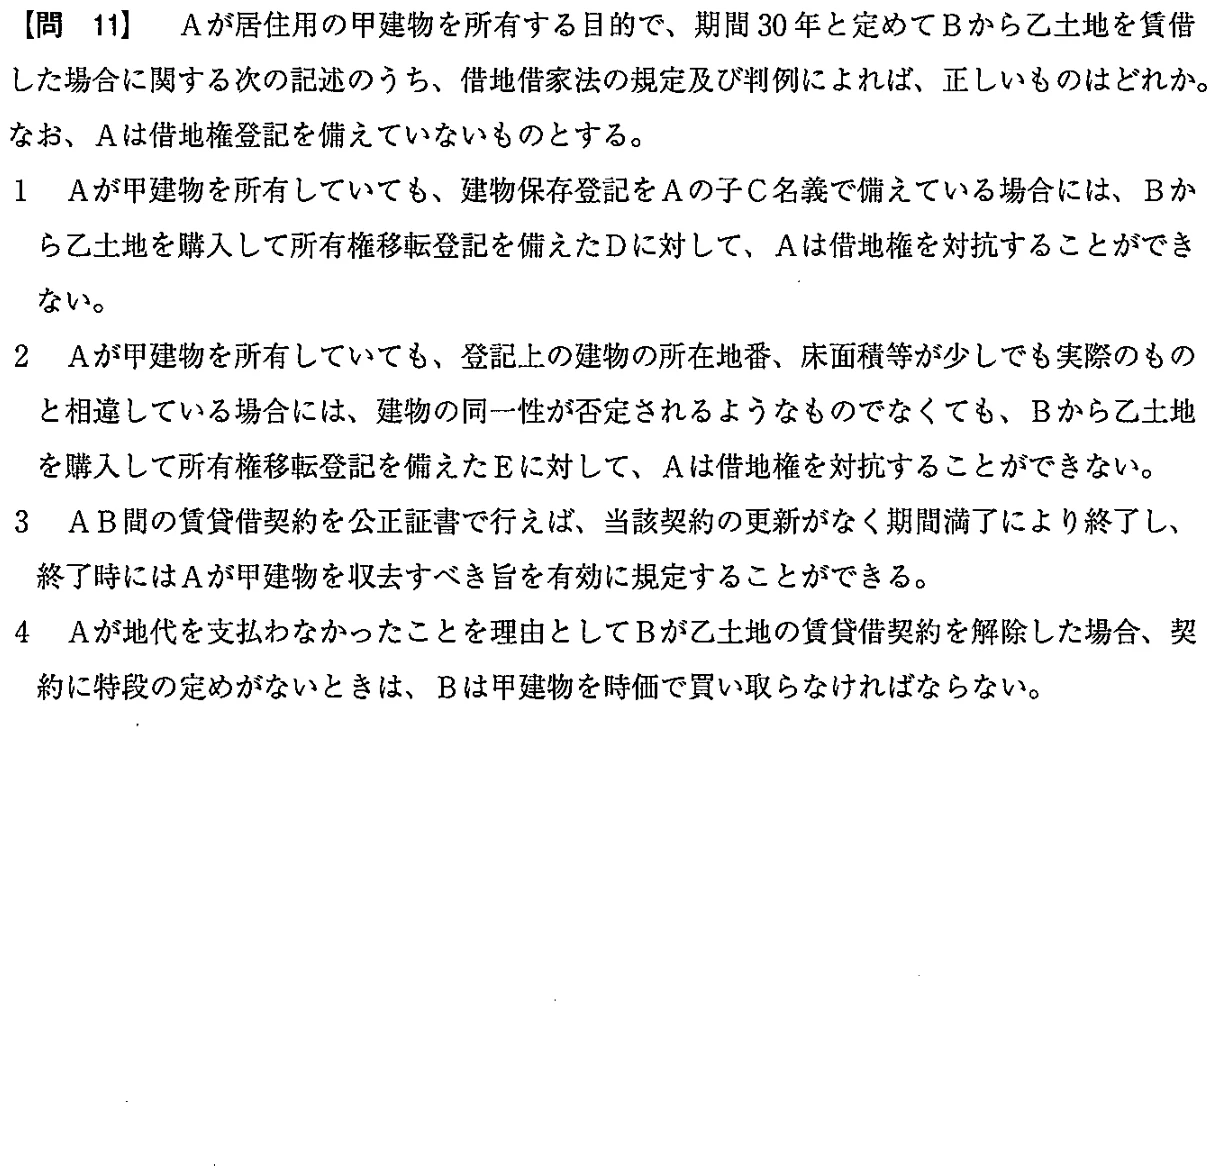 【問 11】 Aが居住用の甲建物を所有する目的で、期間30年と定めてBから乙土地を賃借
した場合に関する次の記述のうち、借地借家法の規定及び判例によれば、正しいものはどれか。
なお、Aは借地権登記を備えていないものとする。
1 Aが甲建物を所有していても、建物保存登記をAの子C名義で備えている場合には、Bか
ら乙土地を購入して所有権移転登記を備えたDに対して、Aは借地権を対抗することができ
ない。
2 Aが甲建物を所有していても、登記上の建物の所在地番、床面積等が少しでも実際のもの
と相違している場合には、建物の同一性が否定されるようなものでなくても、Bから乙土地
を購入して所有権移転登記を備えたEに対して、Aは借地権を対抗することができない。
3 AB間の賃貸借契約を公正証書で行えば、当該契約の更新がなく期間満了により終了し、
終了時にはAが甲建物を収去すべき旨を有効に規定することができる。
4 Aが地代を支払わなかったことを理由としてBが乙土地の賃貸借契約を解除した場合、契
約に特段の定めがないときは、Bは甲建物を時価で買い取らなければならない。